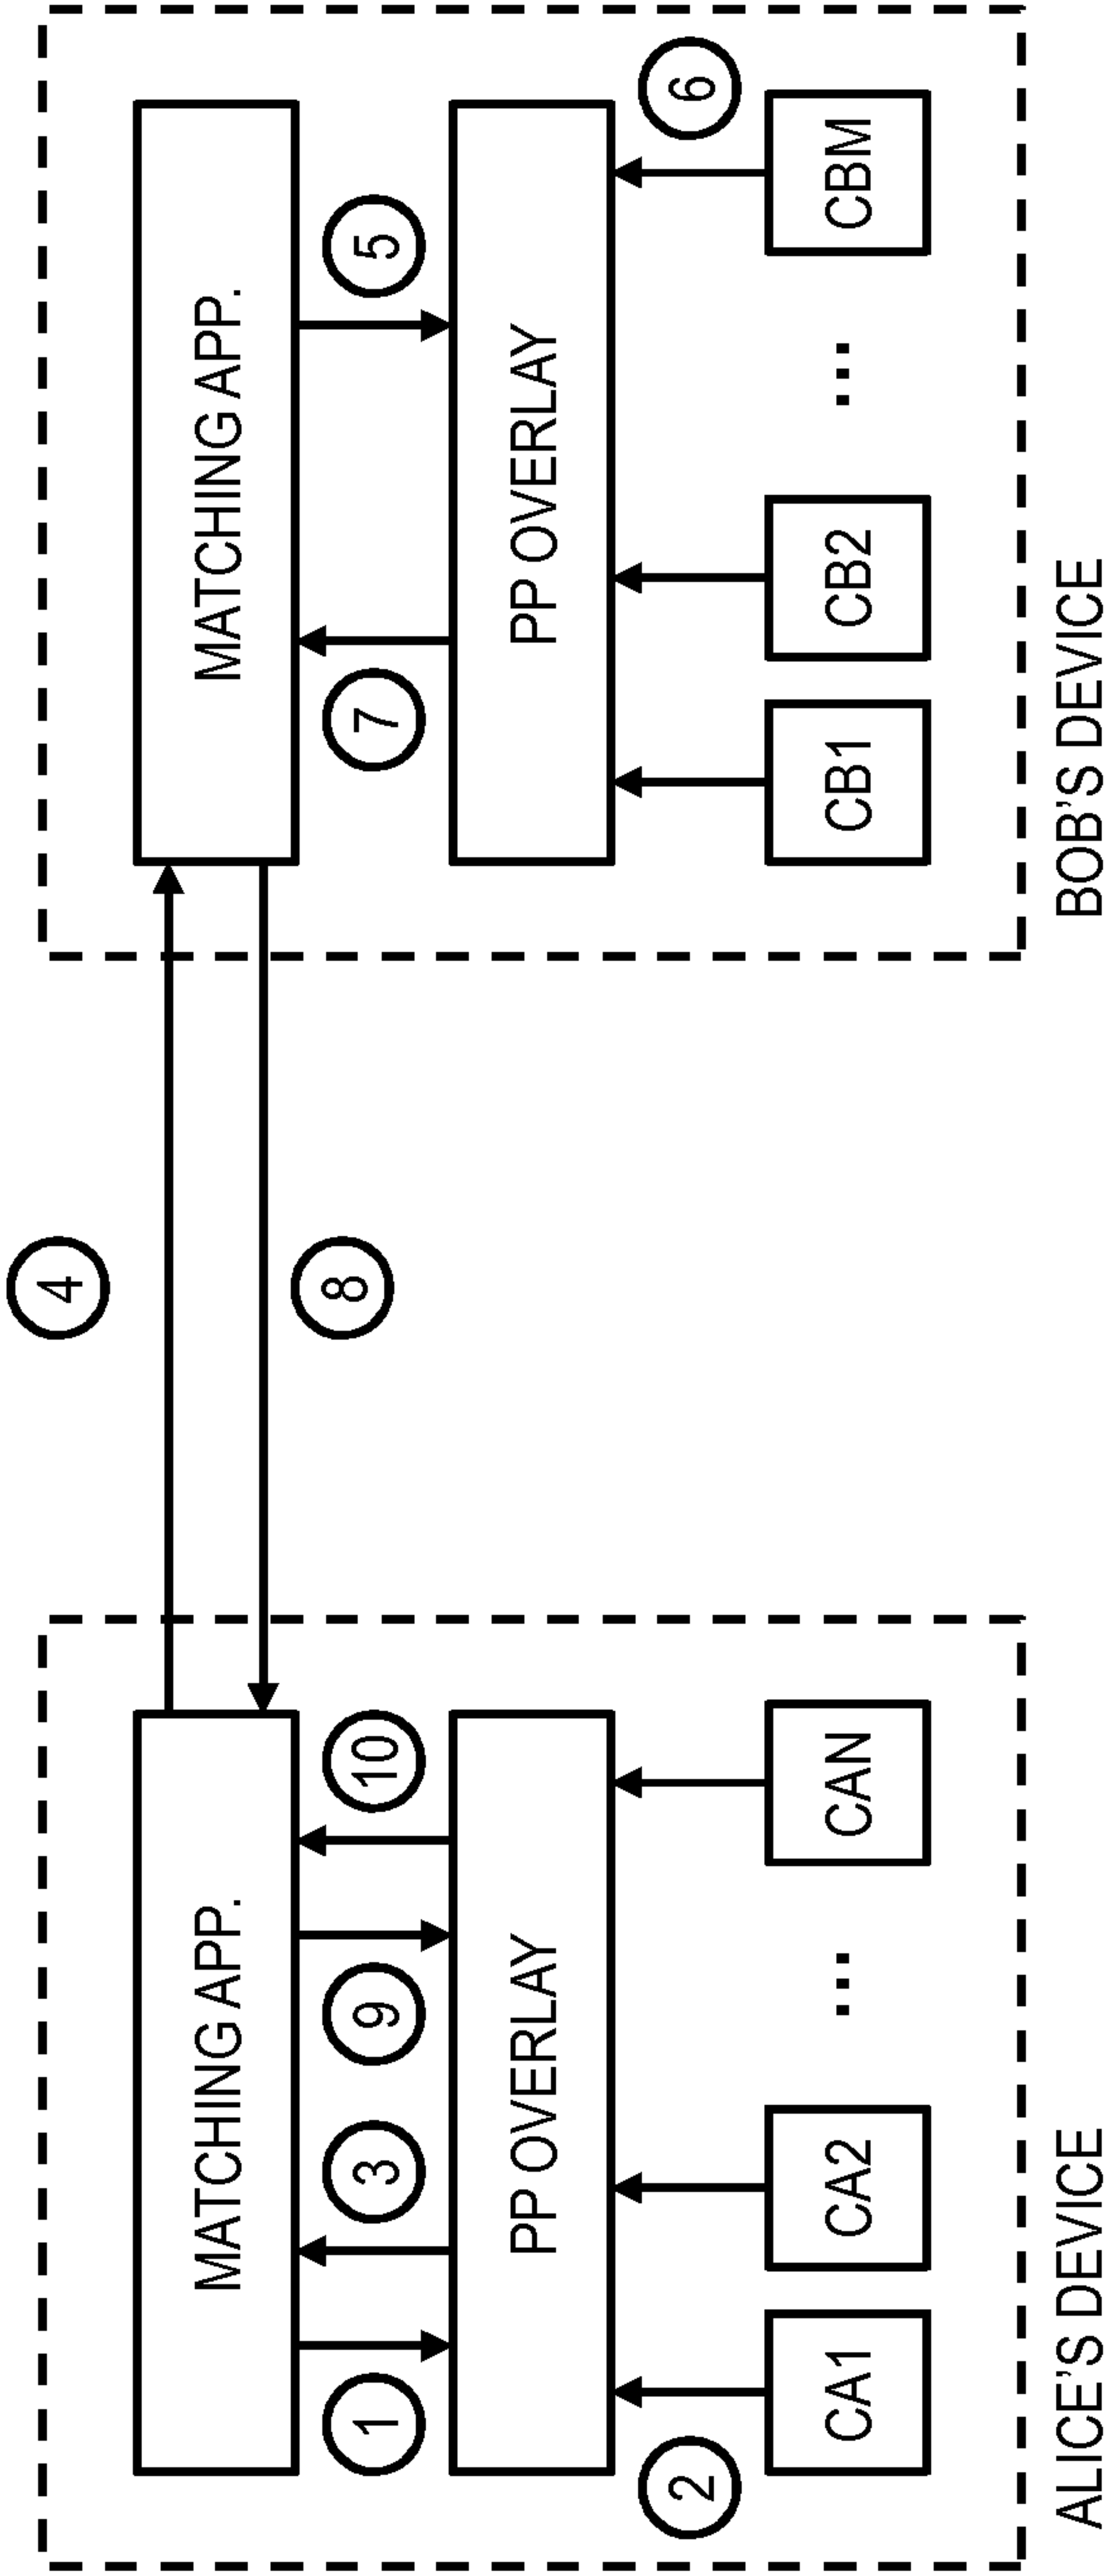 4
8
MATCHING APP.
MATCHING APP.
1
3
9
10
7
5
PP OVERLAY
PP OVERLAY
2
6
CA1
CA2
...
CAN
CB1
CB2
...
CBM
ALICE'S DEVICE
BOB'S DEVICE